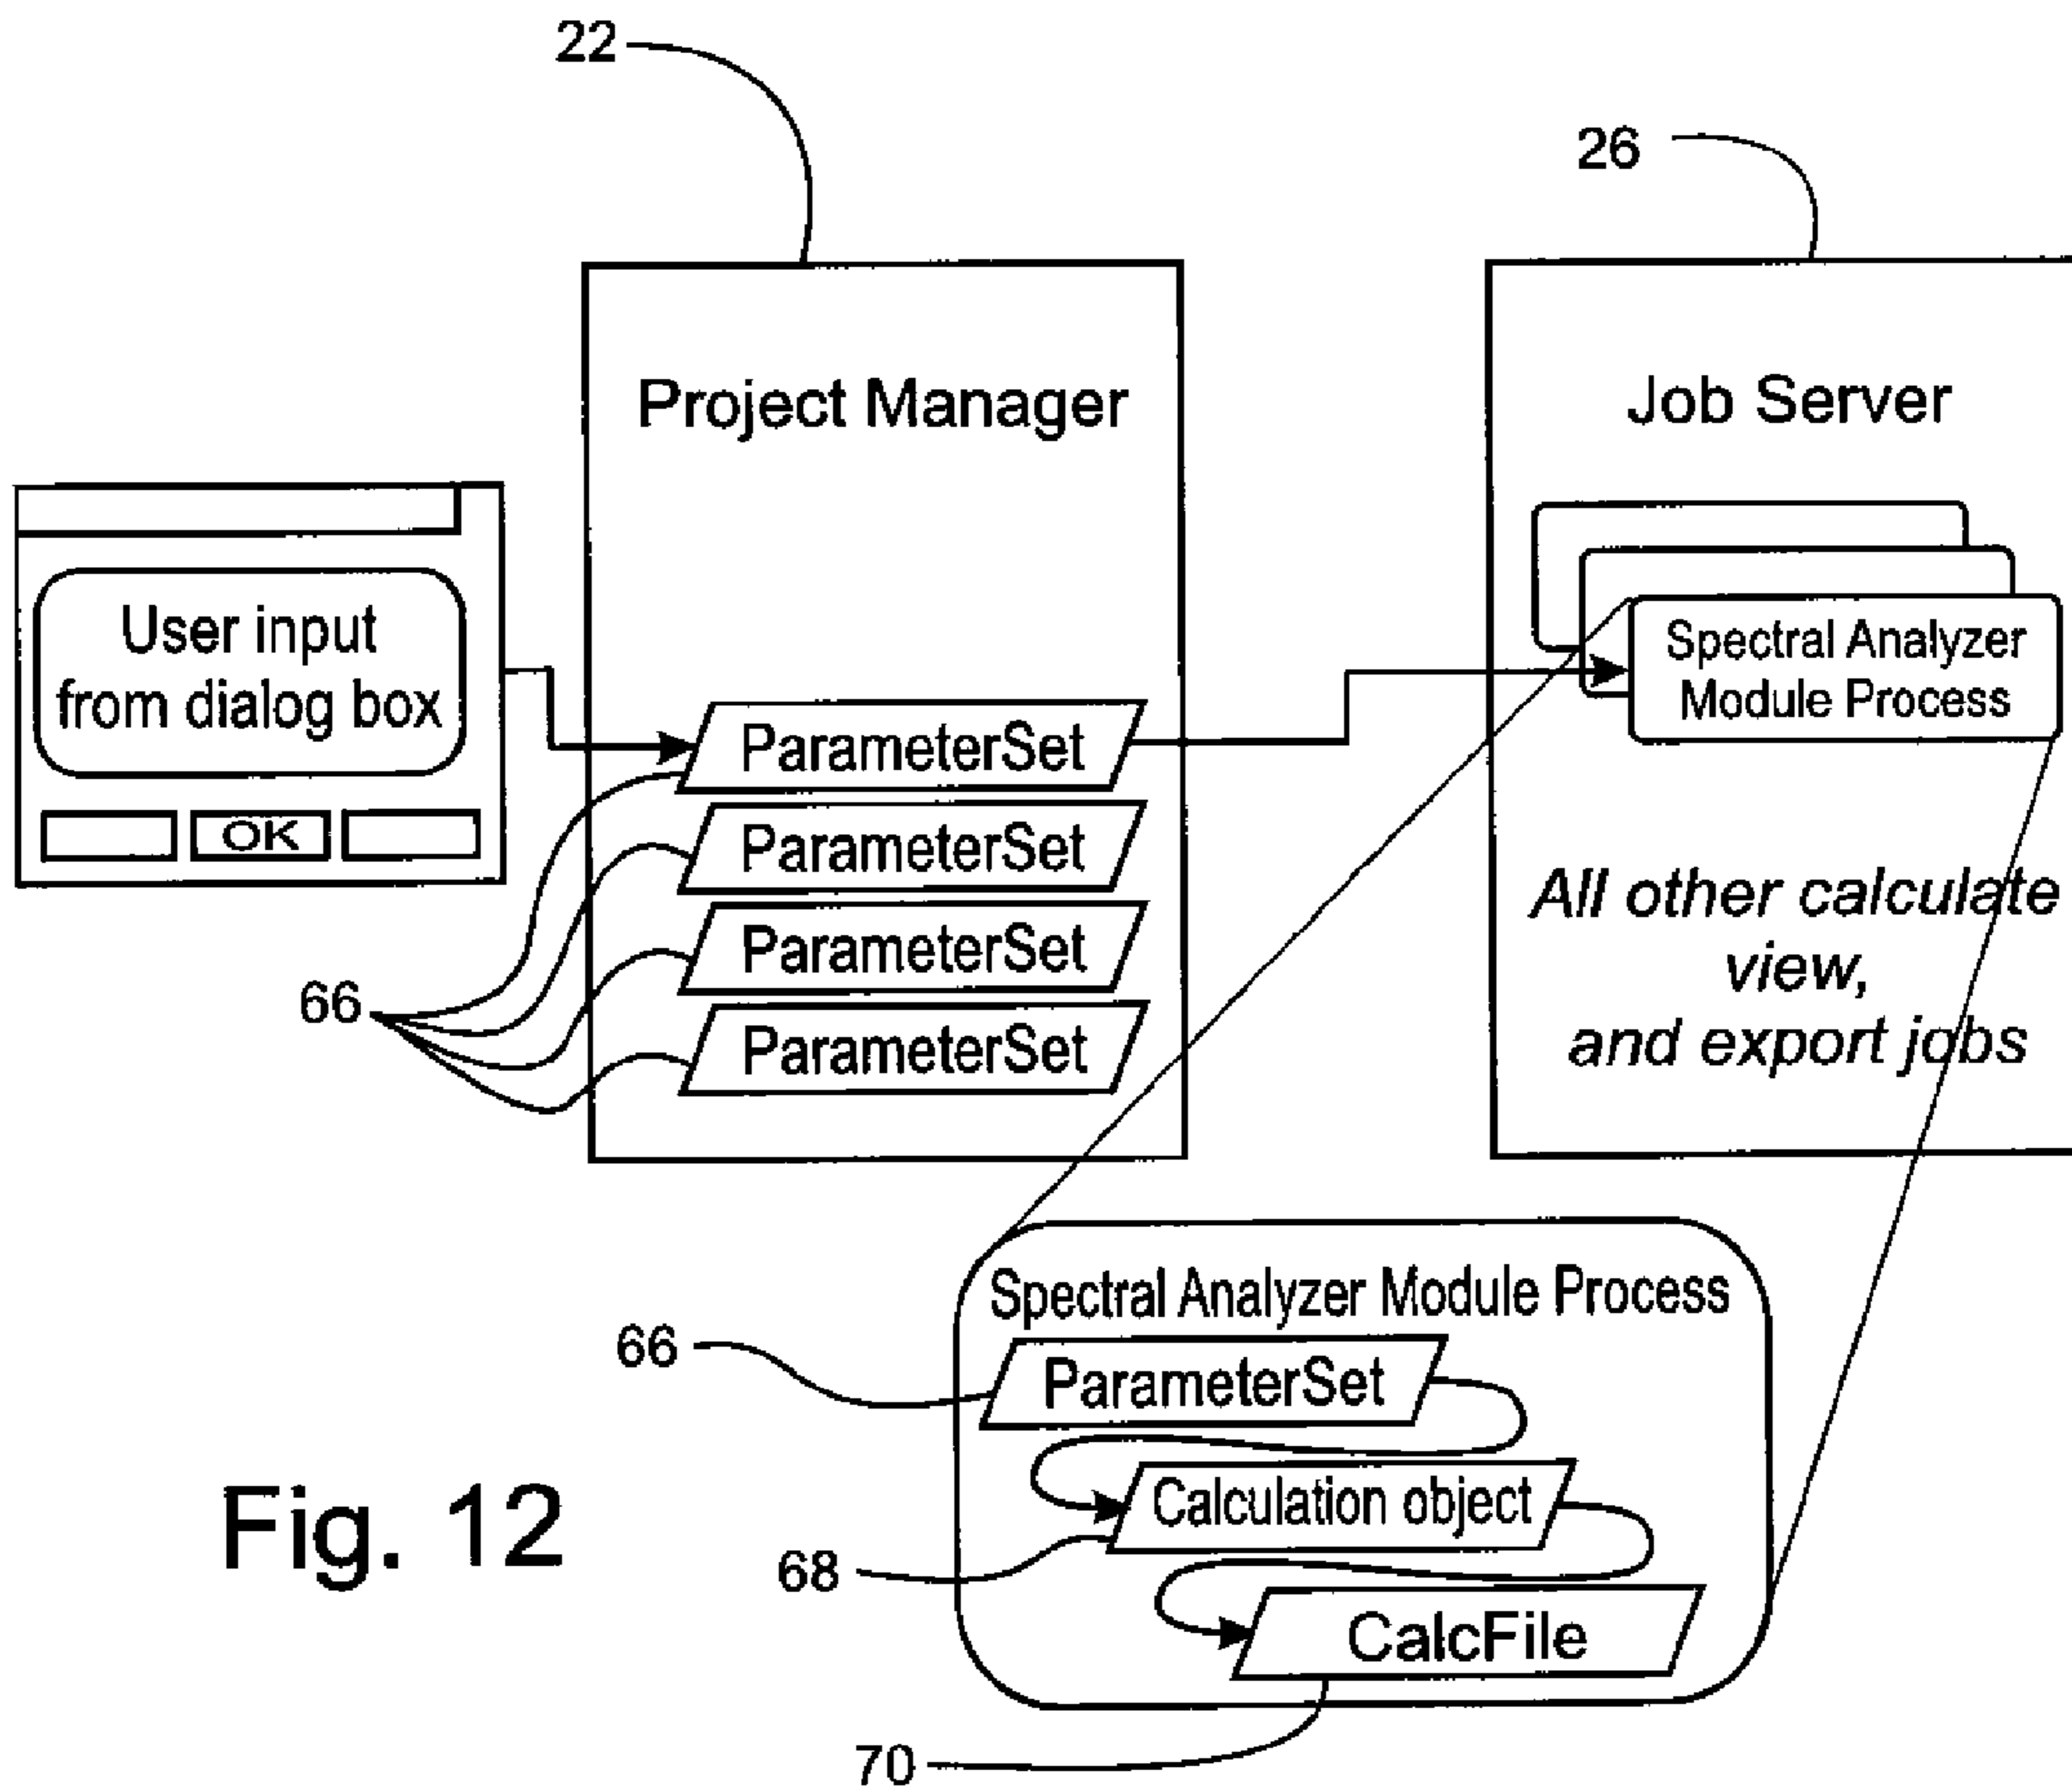 22
26
Project Manager
Job Server
User input
from dialog box
OK
ParameterSet
ParameterSet
ParameterSet
ParameterSet
66
Spectral Analyzer
Module Process
All other calculate
view,
and export jobs
Spectral Analyzer Module Process
66
ParameterSet
Calculation object
68
CalcFile
70
Fig. 12